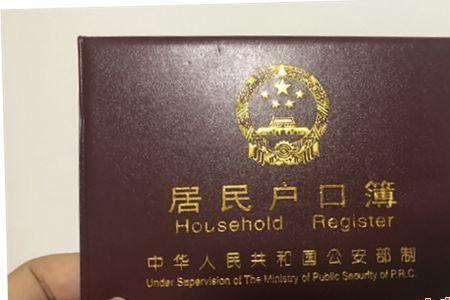 居民户口簿
Household Register
中华人民共和国公安部制
Under Supervision of The Ministry of Public Security of P.R.C.